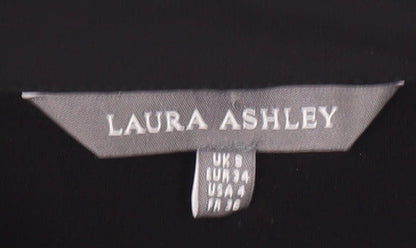 LAURA ASHLEY
UK 8
EUR 34
USA 4
FR 36